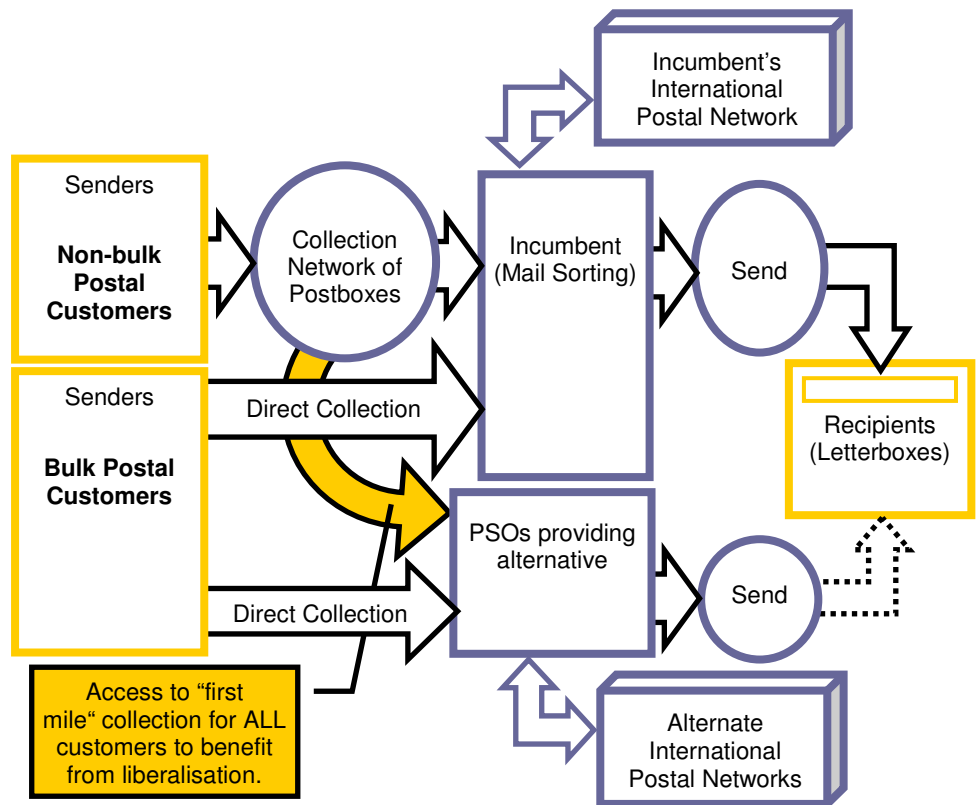 Incumbent's
International
Postal Network
Senders
Non-bulk
Postal
Customers
Collection
Network of
Postboxes
Incumbent
(Mail Sorting)
Send
Senders
Bulk Postal
Customers
Direct Collection
Recipients
(Letterboxes)
PSOs providing
alternative
Direct Collection
Send
Access to “first
mile“ collection for ALL
customers to benefit
from liberalisation.
Alternate
International
Postal Networks